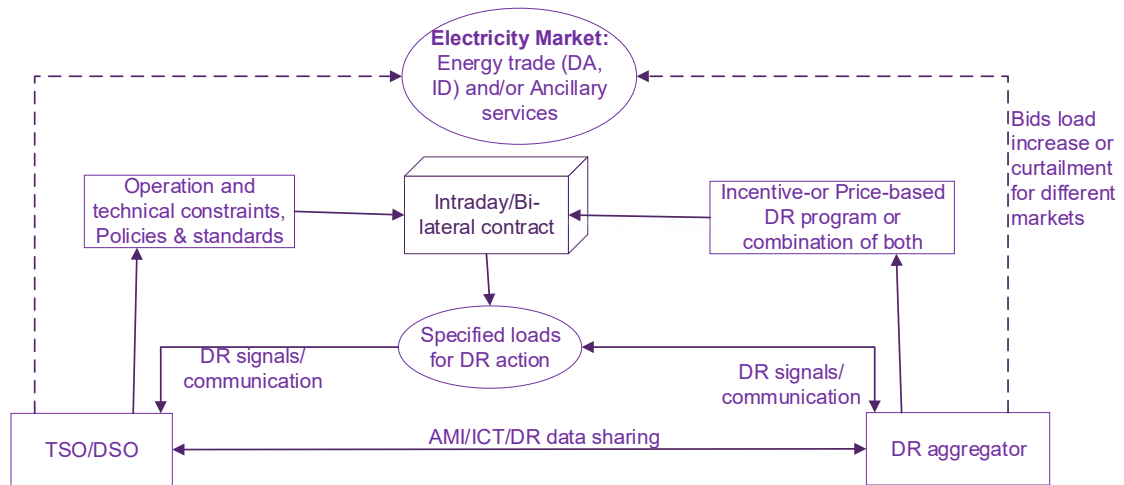 Electricity Market:
Energy trade (DA,
ID) and/or Ancillary
services
Bids load
increase or
curtailment
for different
markets
Operation and
technical constraints,
Policies & standards
Intraday/Bi-
lateral contract
Incentive-or Price-based
DR program or
combination of both
Specified loads
for DR action
DR signals/
communication
DR signals/
communication
TSO/DSO
AMI/ICT/DR data sharing
DR aggregator